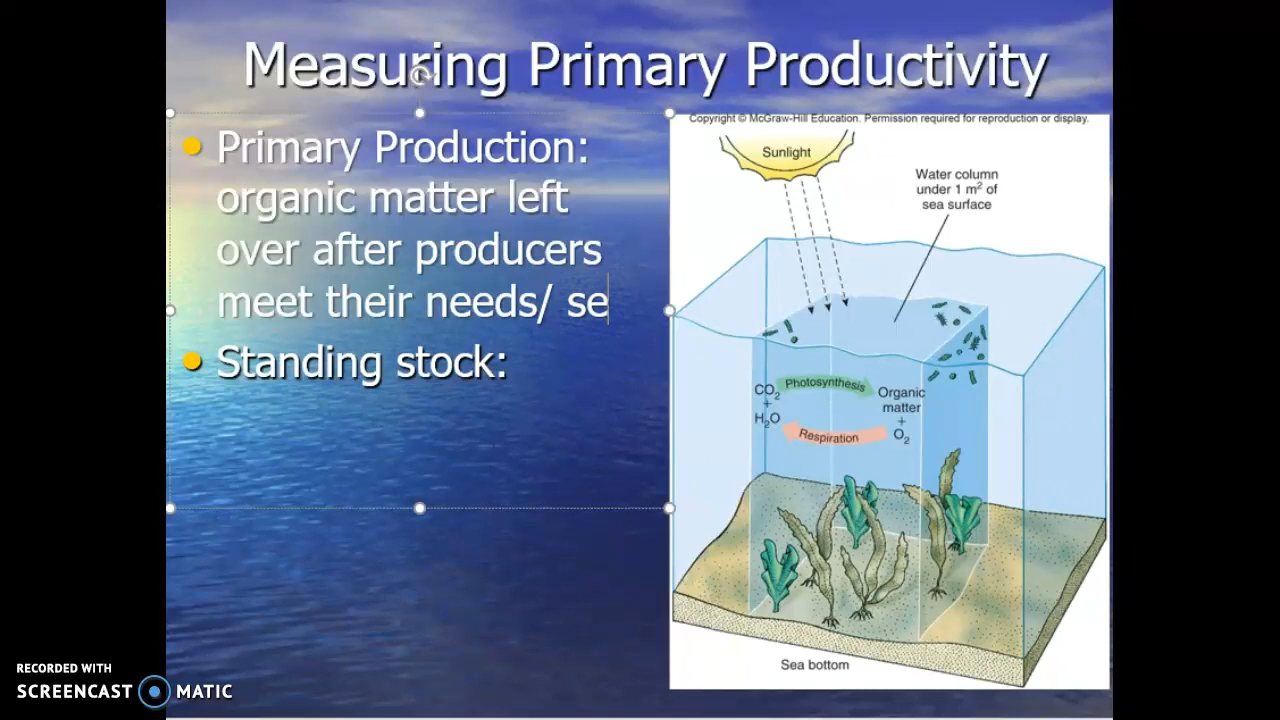 Measuring Primary Productivity
Primary Production:
organic matter left
over after producers
meet their needs/ se
Standing stock:
Copyright © McGraw-Hill Education. Permission required for reproduction or display.
Sunlight
Water column
under 1 m² of
sea surface
CO₂
+
H₂O
Photosynthesis
Organic
matter
+
O₂
Respiration
Sea bottom
RECORDED WITH
SCREENCAST MATIC